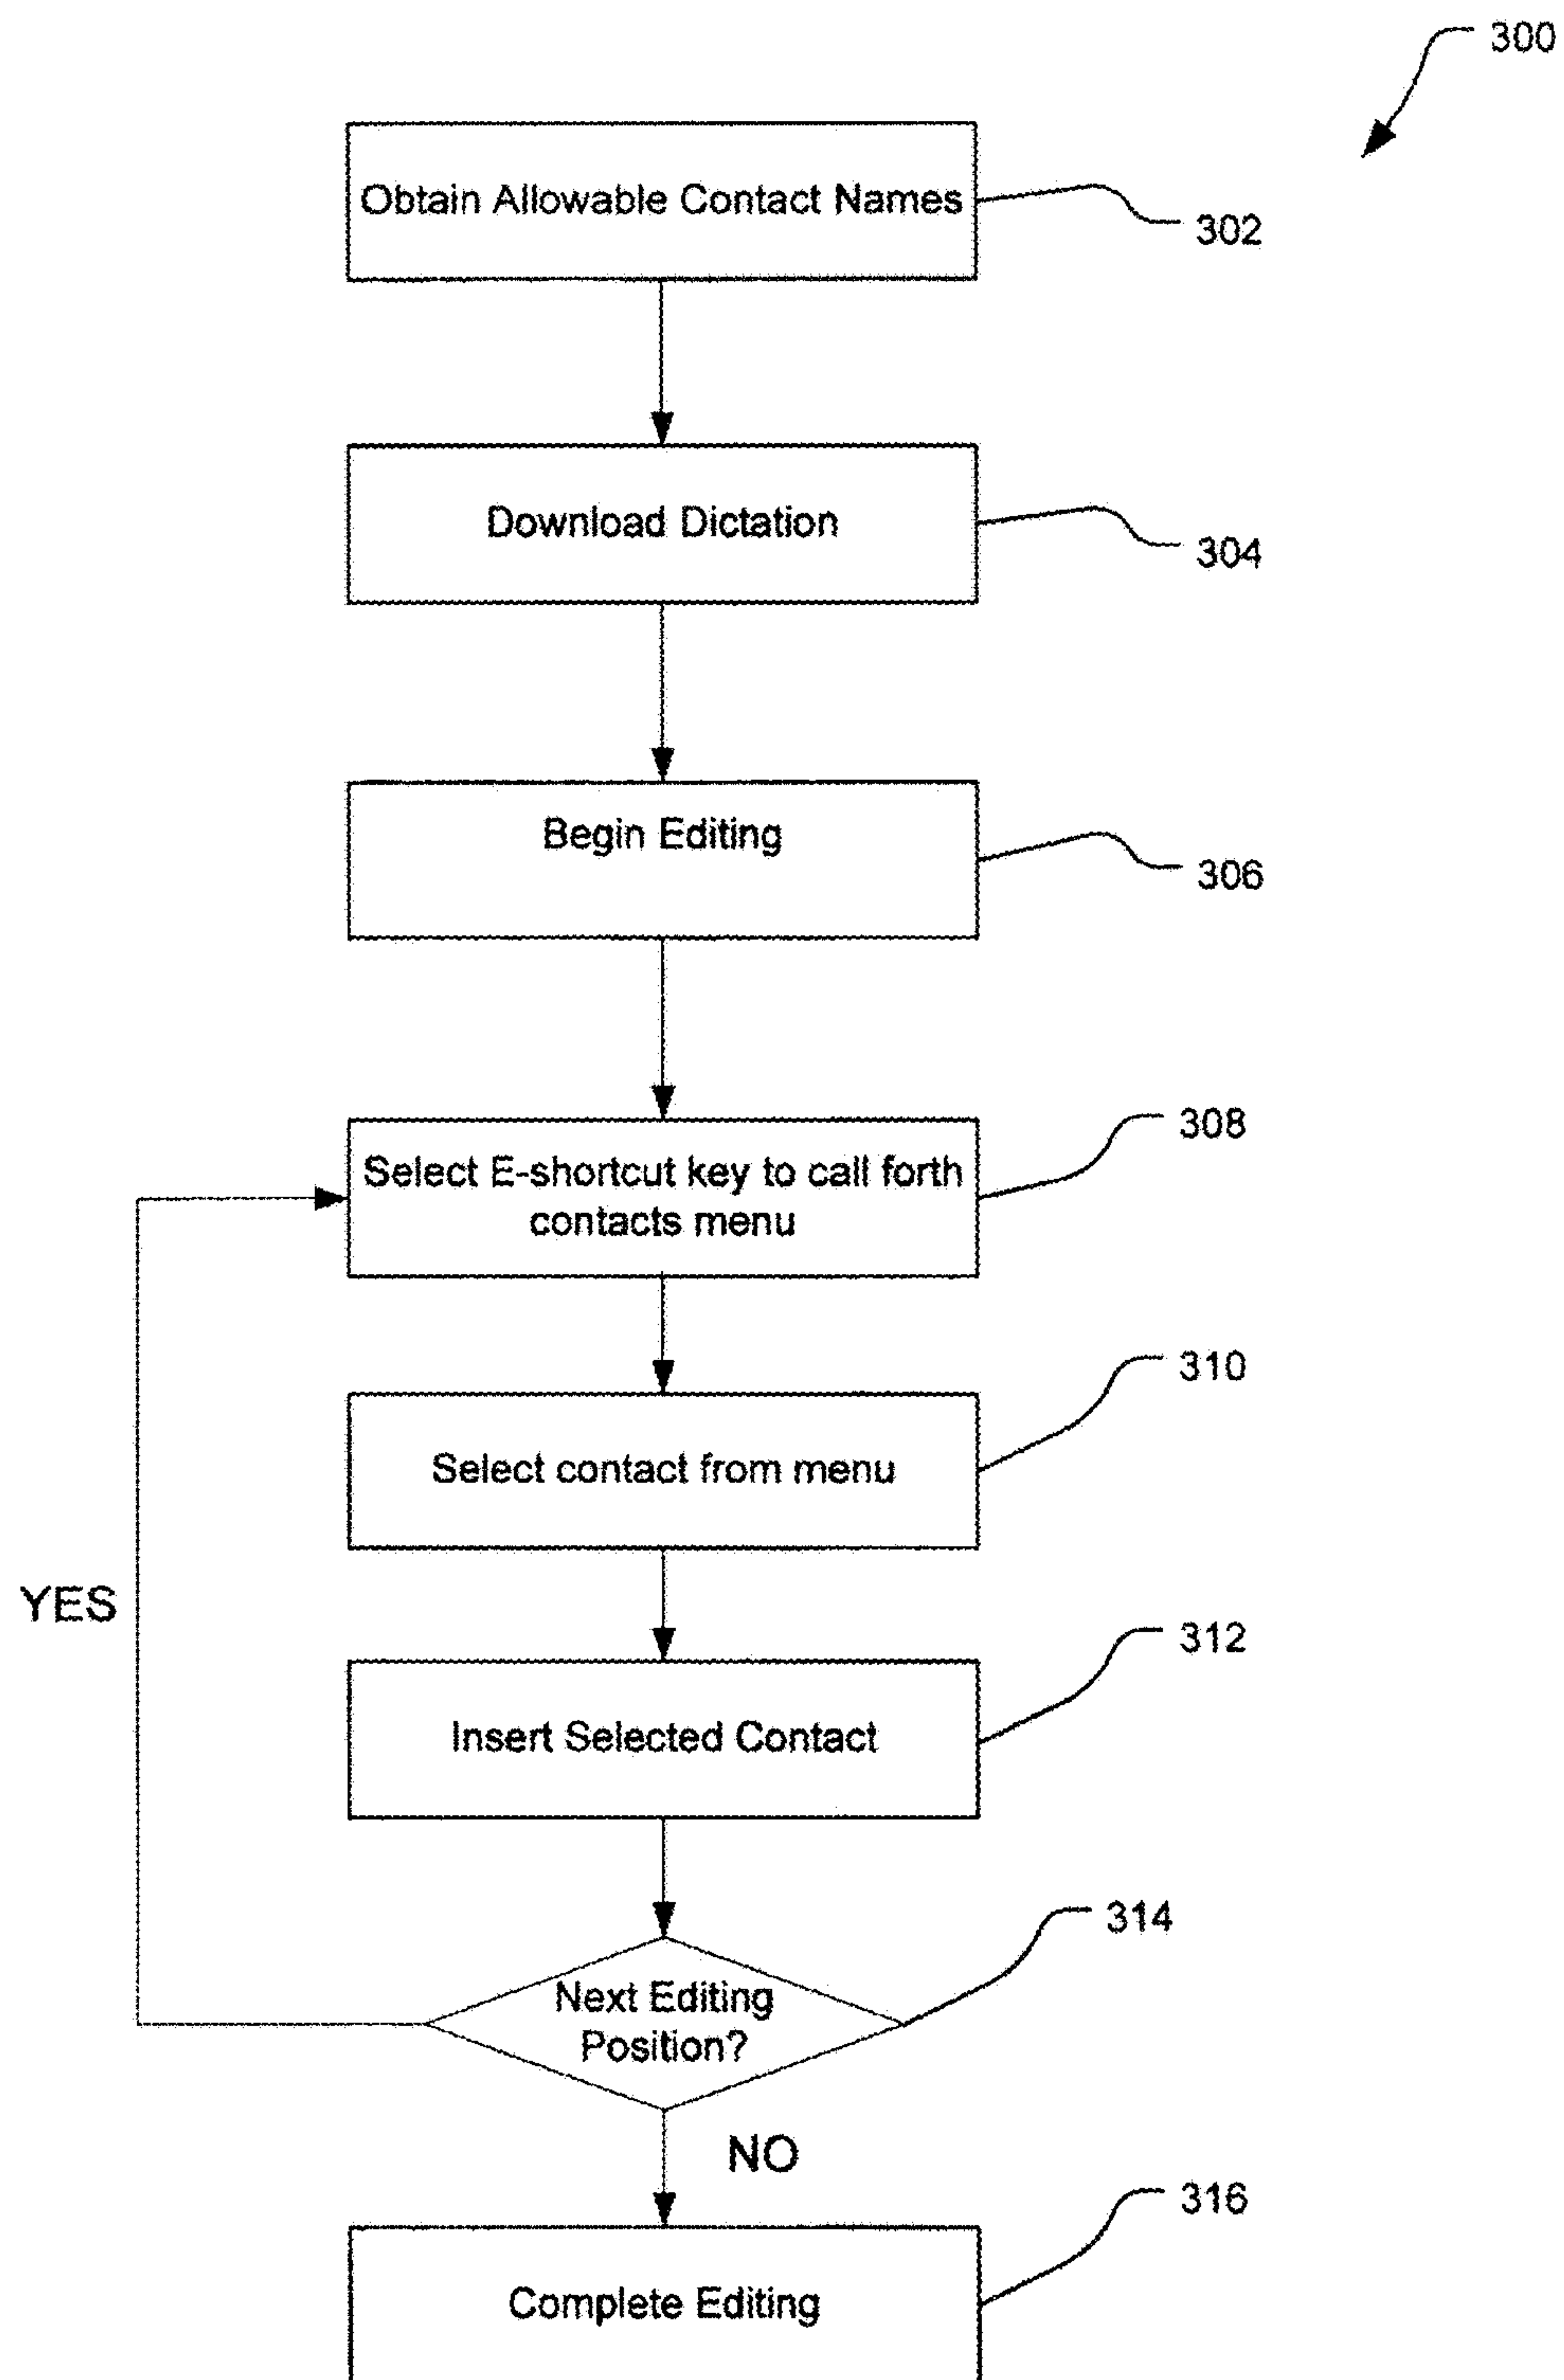 300
Obtain Allowable Contact Names
302
Download Dictation
304
Begin Editing
306
308
Select E-shortcut key to call forth
contacts menu
310
Select contact from menu
YES
312
Insert Selected Contact
314
Next Editing
Position?
NO
316
Complete Editing